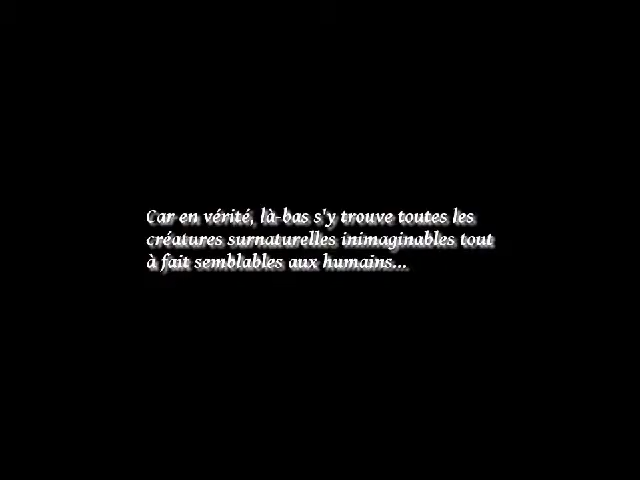 Car en vérité, là-bas s'y trouve toutes les
créatures surnaturelles inimaginables tout
à fait semblables aux humains...